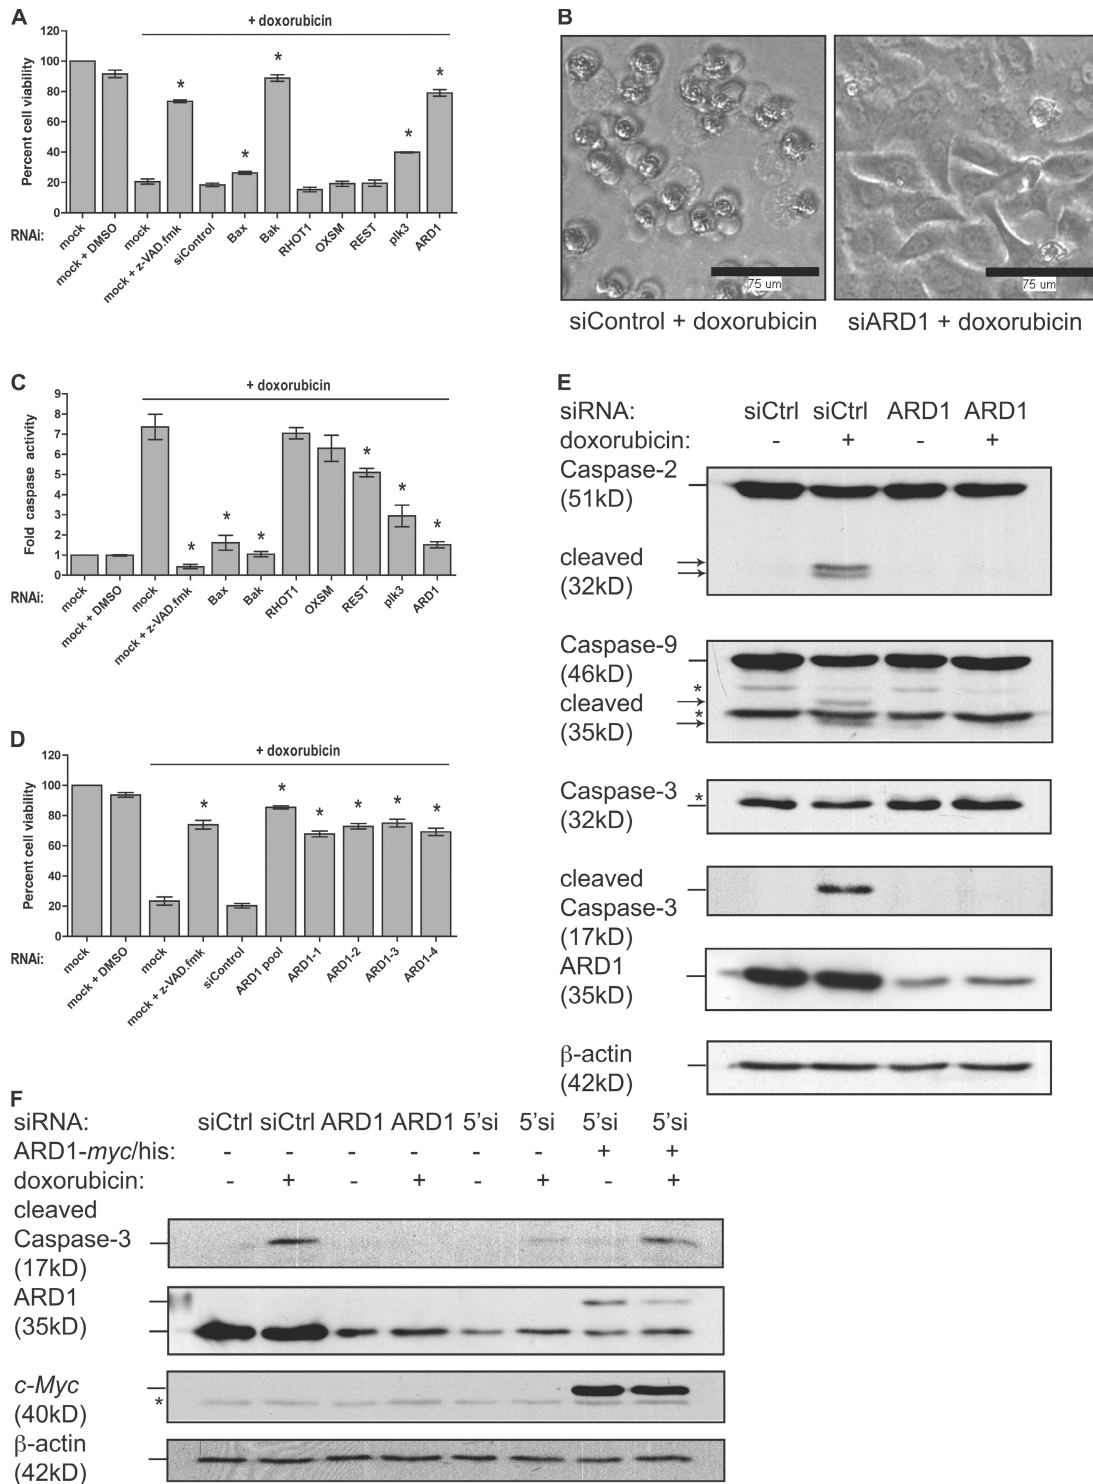 A
+ doxorubicin
Percent cell viability
120
100
80
60
40
20
0
* * * * *
RNAi:
mock
mock + DMSO
mock
mock + z-VAD.fmk
siControl
Bax
Bak
RHOT1
OXSM
REST
plk3
ARD1
B
75 um
75 um
siControl + doxorubicin
siARD1 + doxorubicin
C
+ doxorubicin
Fold caspase activity
9
8
7
6
5
4
3
2
1
0
* * * * * *
RNAi:
mock
mock + DMSO
mock
mock + z-VAD.fmk
Bax
Bak
RHOT1
OXSM
REST
plk3
ARD1
D
+ doxorubicin
Percent cell viability
120
100
80
60
40
20
0
* * * * * *
RNAi:
mock
mock + DMSO
mock
mock + z-VAD.fmk
siControl
ARD1 pool
ARD1-1
ARD1-2
ARD1-3
ARD1-4
E
siRNA: siCtrl siCtrl ARD1 ARD1
doxorubicin: - + - +
Caspase-2
(51kD)
cleaved
(32kD)
Caspase-9
(46kD)
*
cleaved
*
(35kD)
Caspase-3 *
(32kD)
cleaved
Caspase-3
(17kD)
ARD1
(35kD)
β-actin
(42kD)
F
siRNA: siCtrl siCtrl ARD1 ARD1 5'si 5'si 5'si 5'si
ARD1-myc/his: - - - - - - + +
doxorubicin: - + - + - + - +
cleaved
Caspase-3
(17kD)
ARD1
(35kD)
c-Myc
*
(40kD)
β-actin
(42kD)